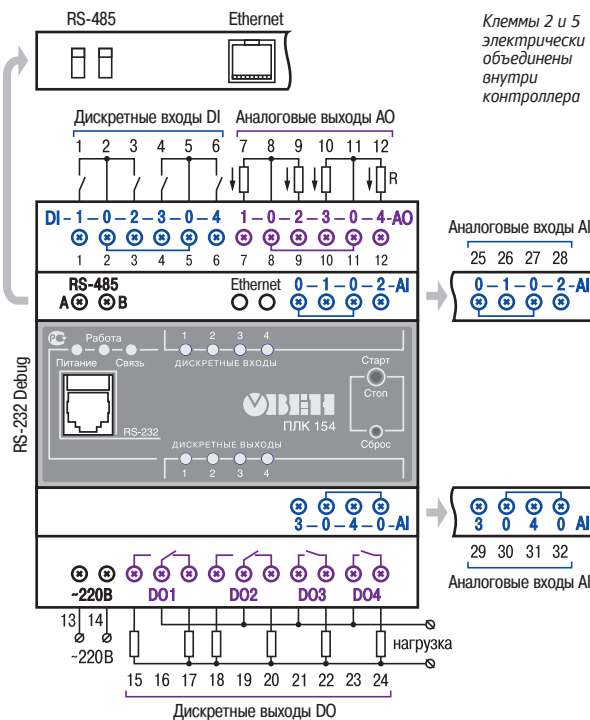 RS-485 Ethernet
Клеммы 2 и 5
электрически
объединены
внутри
контроллера
Дискретные входы DI Аналоговые выходы AO
1 2 3 4 5 6 7 8 9 10 11 12
R
DI – 1 – 0 – 2 – 3 – 0 – 4 1 – 0 – 2 – 3 – 0 – 4 – AO
1 2 3 4 5 6 7 8 9 10 11 12
Аналоговые входы AI
25 26 27 28
RS-485 Ethernet 0 – 1 – 0 – 2 – AI
0 – 1 – 0 – 2 – AI
A B
РС Работа
Питание Связь
1 2 3 4
ДИСКРЕТНЫЕ ВХОДЫ
Старт
Стоп
RS-232 Debug
ОВЕН
ПЛК 154
RS-232
Сброс
ДИСКРЕТНЫЕ ВЫХОДЫ
1 2 3 4
3 – 0 – 4 – 0 – AI
3 0 4 0 AI
29 30 31 32
Аналоговые входы AI
~220В DO1 DO2 DO3 DO4
13 14
нагрузка
~220В
15 16 17 18 19 20 21 22 23 24
Дискретные выходы DO